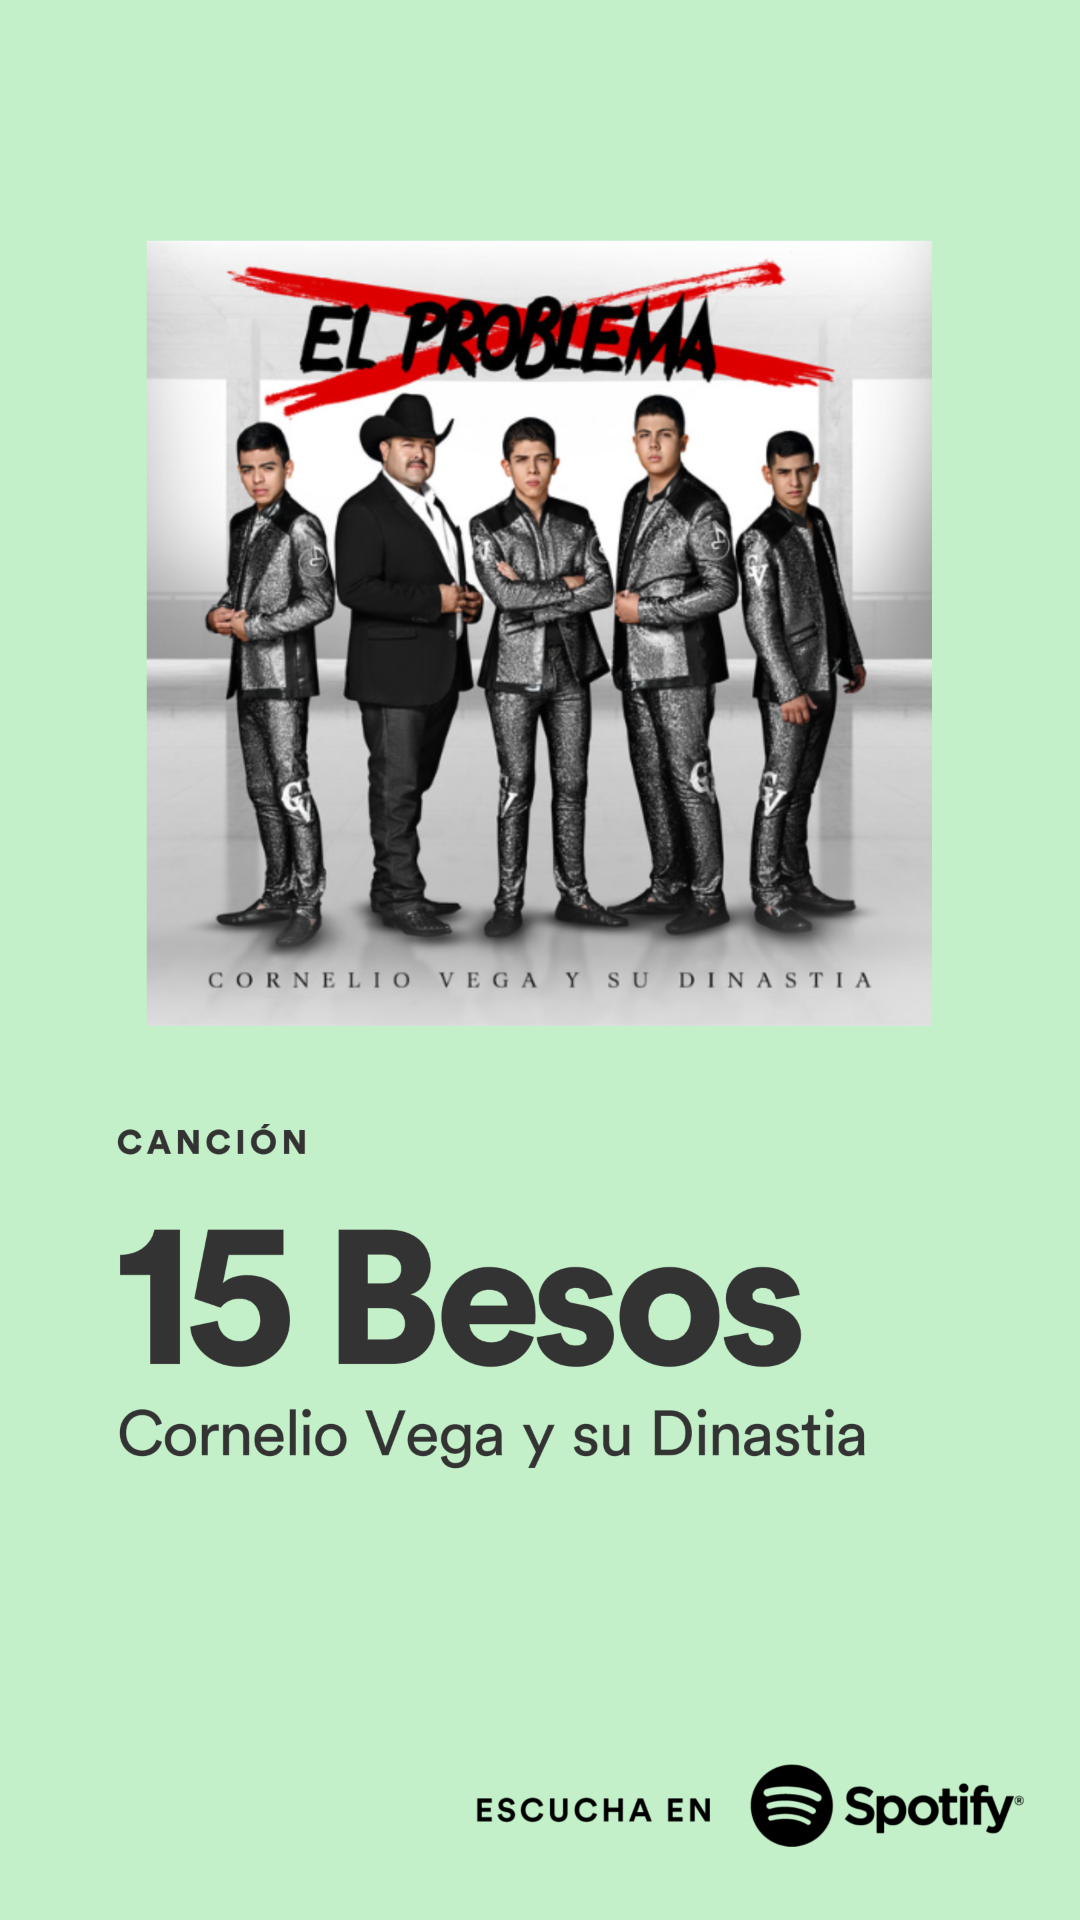 EL PROBLEMA
CORNELIO VEGA Y SU DINASTIA
CANCIÓN
15 Besos
Cornelio Vega y su Dinastia
ESCUCHA EN Spotify®